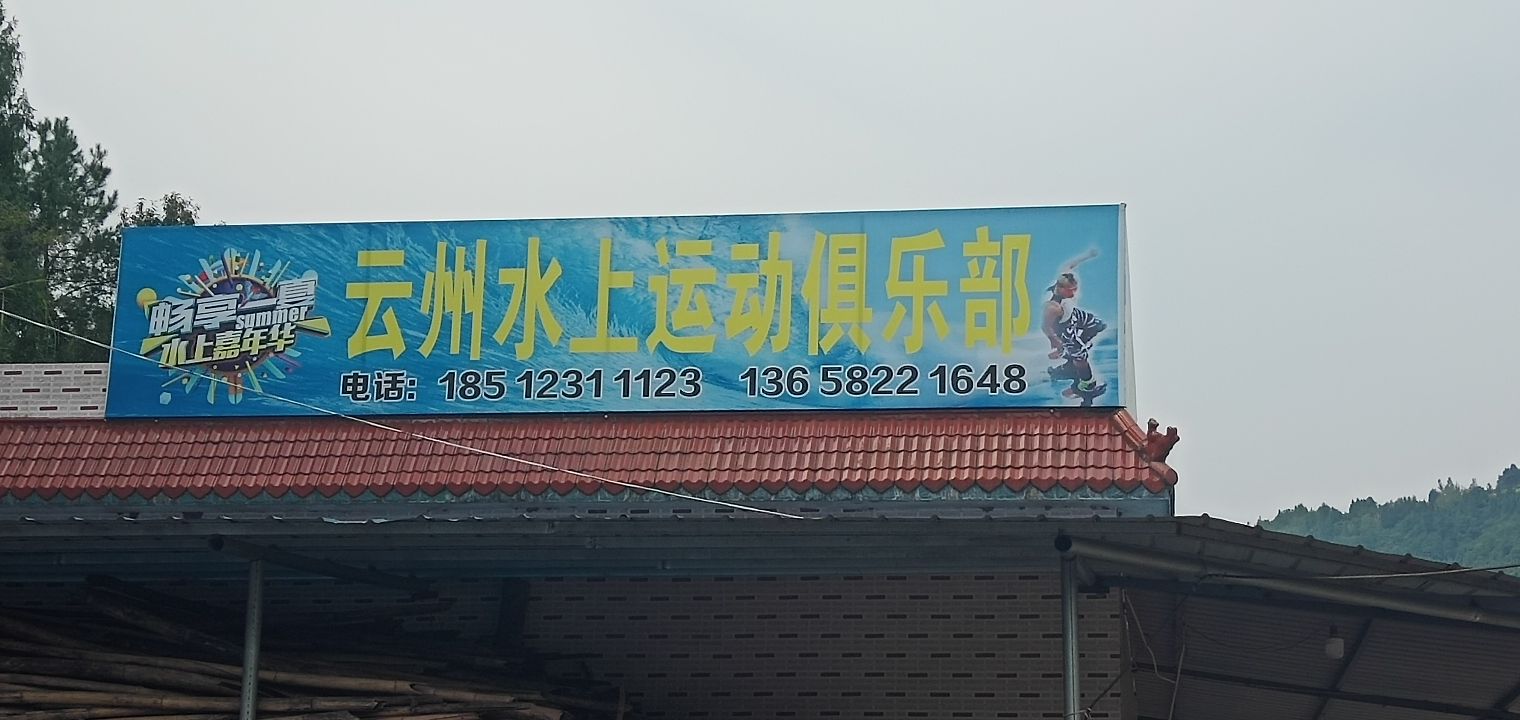 畅享一夏
summer
水上嘉年华
云州水上运动俱乐部
电话：185 1231 1123 136 5822 1648